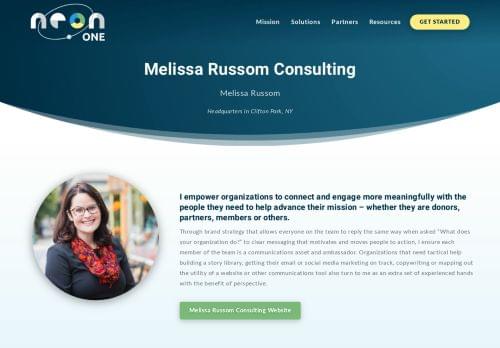 neon
ONE
Mission Solutions Partners Resources GET STARTED
Melissa Russom Consulting
Melissa Russom
Headquarters in Clifton Park, NY
I empower organizations to connect and engage more meaningfully with the
people they need to help advance their mission – whether they are donors,
partners, members or others.
Through brand strategy that allows everyone on the team to reply the same way when asked "What does
your organization do?" to clear messaging that motivates and moves people to action, I ensure each
member of the team is a communications asset and ambassador. Organizations that need tactical help
building a story library, getting their email or social media marketing on track, copywriting or mapping out
the utility of a website or other communications tool also turn to me as an extra set of experienced hands
with the benefit of perspective.
Melissa Russom Consulting Website